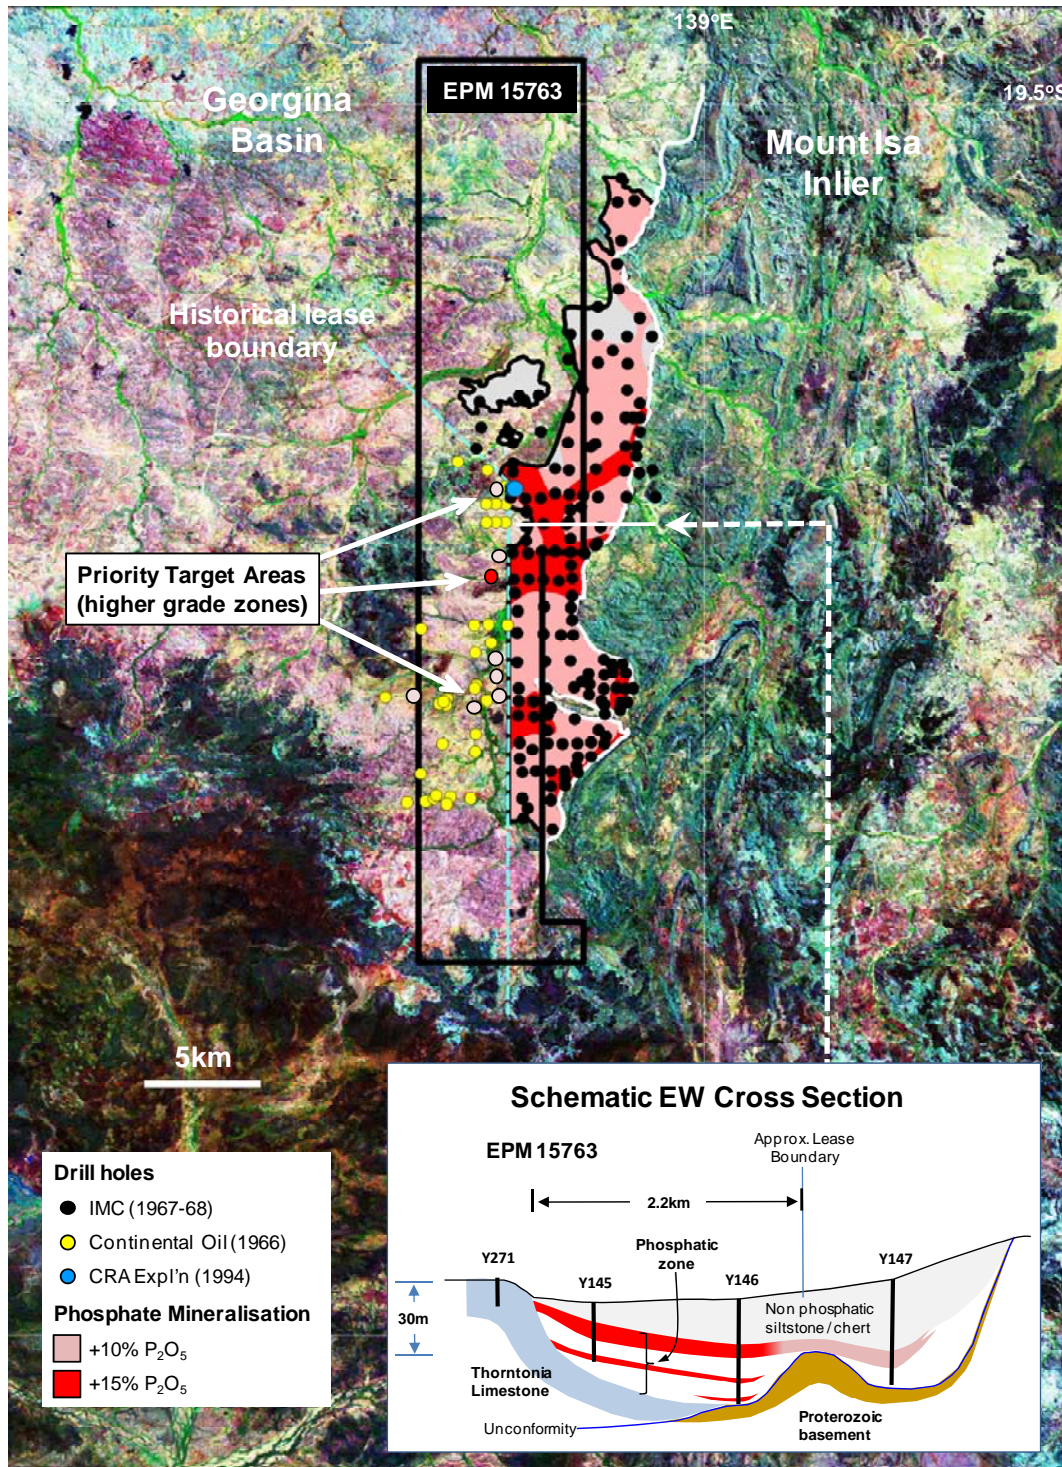 139°E
EPM 15763
19.5°S
Georgina
Basin
Mount Isa
Inlier
Historical lease
boundary
Priority Target Areas
(higher grade zones)
5km
Drill holes
IMC (1967-68)
Continental Oil (1966)
CRA Expl'n (1994)
Phosphate Mineralisation
+10% P₂O₅
+15% P₂O₅
Schematic EW Cross Section
EPM 15763
Approx. Lease
Boundary
2.2km
Phosphatic
zone
Y271
Y145
Y146
Y147
30m
Non phosphatic
siltstone / chert
Thorntonia
Limestone
Unconformity
Proterozoic
basement